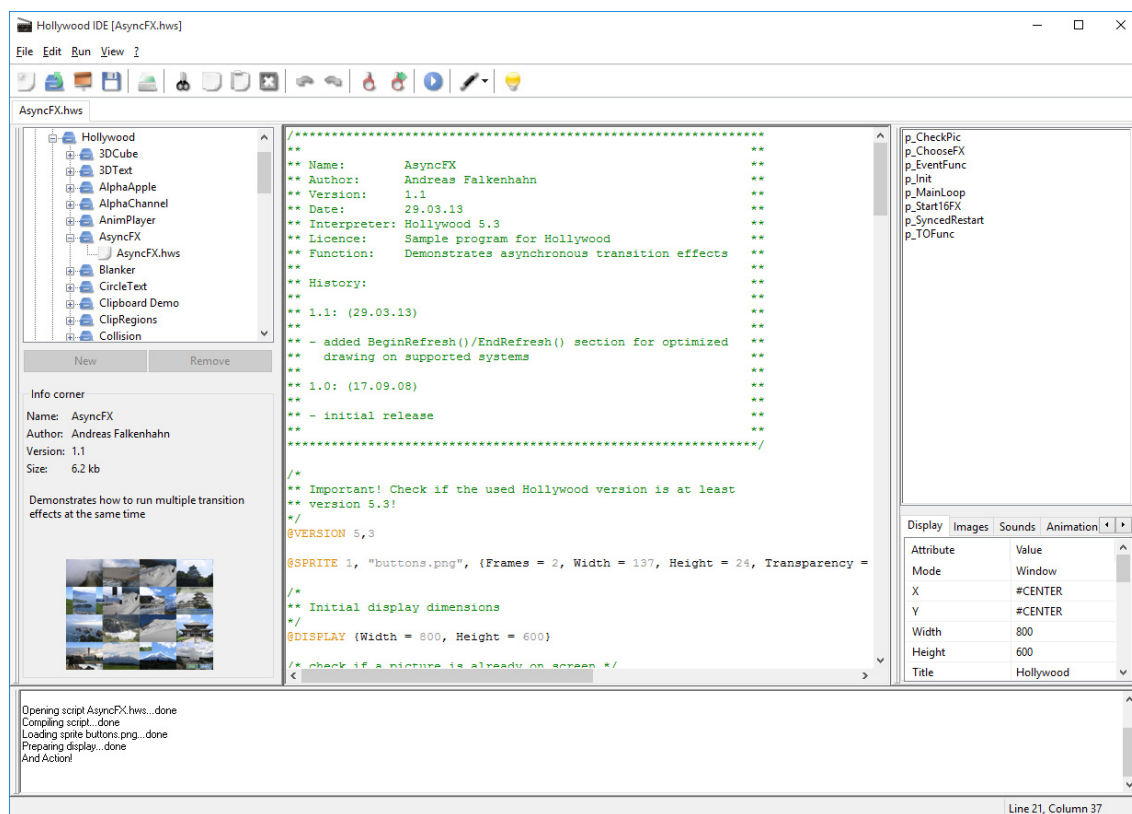 Hollywood IDE [AsyncFX.hws]
File Edit Run View ?
AsyncFX.hws
Hollywood
3DCube
3DText
AlphaApple
AlphaChannel
AnimPlayer
AsyncFX
AsyncFX.hws
Blanker
CircleText
Clipboard Demo
ClipRegions
Collision
New Remove
Info corner
Name: AsyncFX
Author: Andreas Falkenhahn
Version: 1.1
Size: 6.2 kb
Demonstrates how to run multiple transition
effects at the same time
/****************************************************************
** **
** Name: AsyncFX **
** Author: Andreas Falkenhahn **
** Version: 1.1 **
** Date: 29.03.13 **
** Interpreter: Hollywood 5.3 **
** Licence: Sample program for Hollywood **
** Function: Demonstrates asynchronous transition effects **
** **
** History: **
** **
** 1.1: (29.03.13) **
** **
** - added BeginRefresh()/EndRefresh() section for optimized **
** drawing on supported systems **
** **
** 1.0: (17.09.08) **
** **
** - initial release **
** **
****************************************************************/
/*
** Important! Check if the used Hollywood version is at least
** version 5.3!
*/
@VERSION 5,3
@SPRITE 1, "buttons.png", {Frames = 2, Width = 137, Height = 24, Transparency =
/*
** Initial display dimensions
*/
@DISPLAY {Width = 800, Height = 600}
/* check if a picture is already on screen */
p_CheckPic
p_ChooseFX
p_EventFunc
p_Init
p_MainLoop
p_Start16FX
p_SyncedRestart
p_TOFunc
Display Images Sounds Animation
Attribute Value
Mode Window
X #CENTER
Y #CENTER
Width 800
Height 600
Title Hollywood
Opening script AsyncFX.hws...done
Compiling script...done
Loading sprite buttons.png...done
Preparing display...done
And Action!
Line 21, Column 37